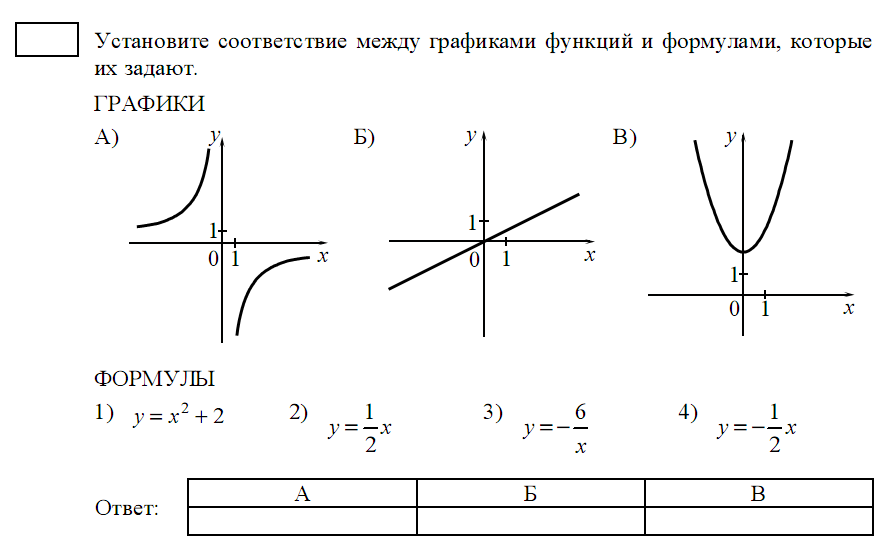 Установите соответствие между графиками функций и формулами, которые
их задают.
ГРАФИКИ
А) Б) В)
y y y
1 1
0 1 x 0 1 x
1
0 1 x
ФОРМУЛЫ
1) y = x² + 2 2) y = 1/2 x 3) y = − 6/x 4) y = − 1/2 x
Ответ:
А Б В